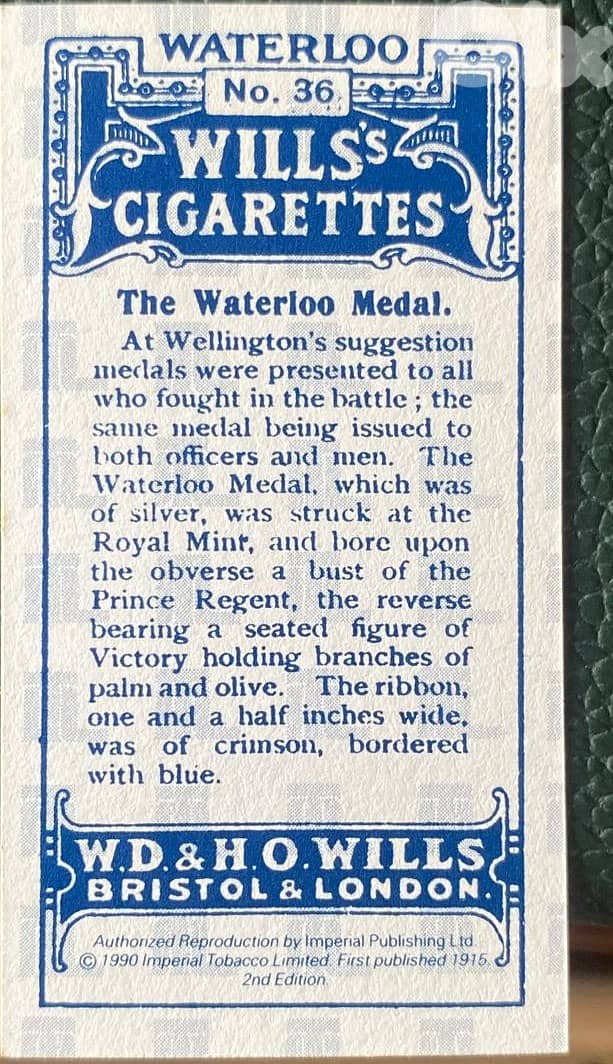 WATERLOO
No. 36.
WILLS'S
CIGARETTES
The Waterloo Medal.
At Wellington's suggestion
medals were presented to all
who fought in the battle ; the
same medal being issued to
both officers and men. The
Waterloo Medal, which was
of silver, was struck at the
Royal Mint, and bore upon
the obverse a bust of the
Prince Regent, the reverse
bearing a seated figure of
Victory holding branches of
palm and olive. The ribbon,
one and a half inches wide,
was of crimson, bordered
with blue.
W.D. & H.O. WILLS.
BRISTOL & LONDON.
Authorized Reproduction by Imperial Publishing Ltd.
© 1990 Imperial Tobacco Limited. First published 1915.
2nd Edition.